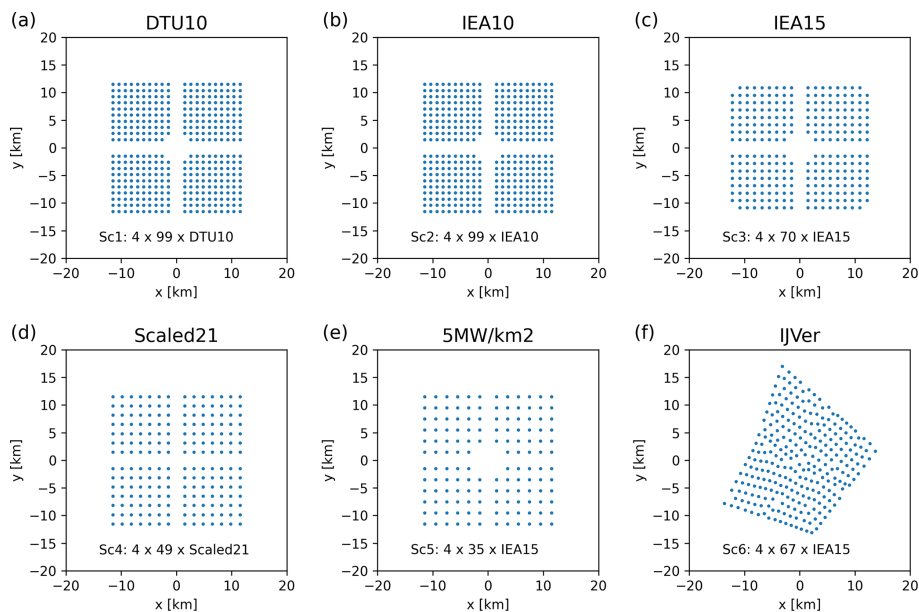 (a) DTU10
20
15
10
5
0
−5
−10
−15
−20
y [km]
Sc1: 4 x 99 x DTU10
−20 −10 0 10 20
x [km]
(b) IEA10
20
15
10
5
0
−5
−10
−15
−20
y [km]
Sc2: 4 x 99 x IEA10
−20 −10 0 10 20
x [km]
(c) IEA15
20
15
10
5
0
−5
−10
−15
−20
y [km]
Sc3: 4 x 70 x IEA15
−20 −10 0 10 20
x [km]
(d) Scaled21
20
15
10
5
0
−5
−10
−15
−20
y [km]
Sc4: 4 x 49 x Scaled21
−20 −10 0 10 20
x [km]
(e) 5MW/km2
20
15
10
5
0
−5
−10
−15
−20
y [km]
Sc5: 4 x 35 x IEA15
−20 −10 0 10 20
x [km]
(f) IJVer
20
15
10
5
0
−5
−10
−15
−20
y [km]
Sc6: 4 x 67 x IEA15
−20 −10 0 10 20
x [km]